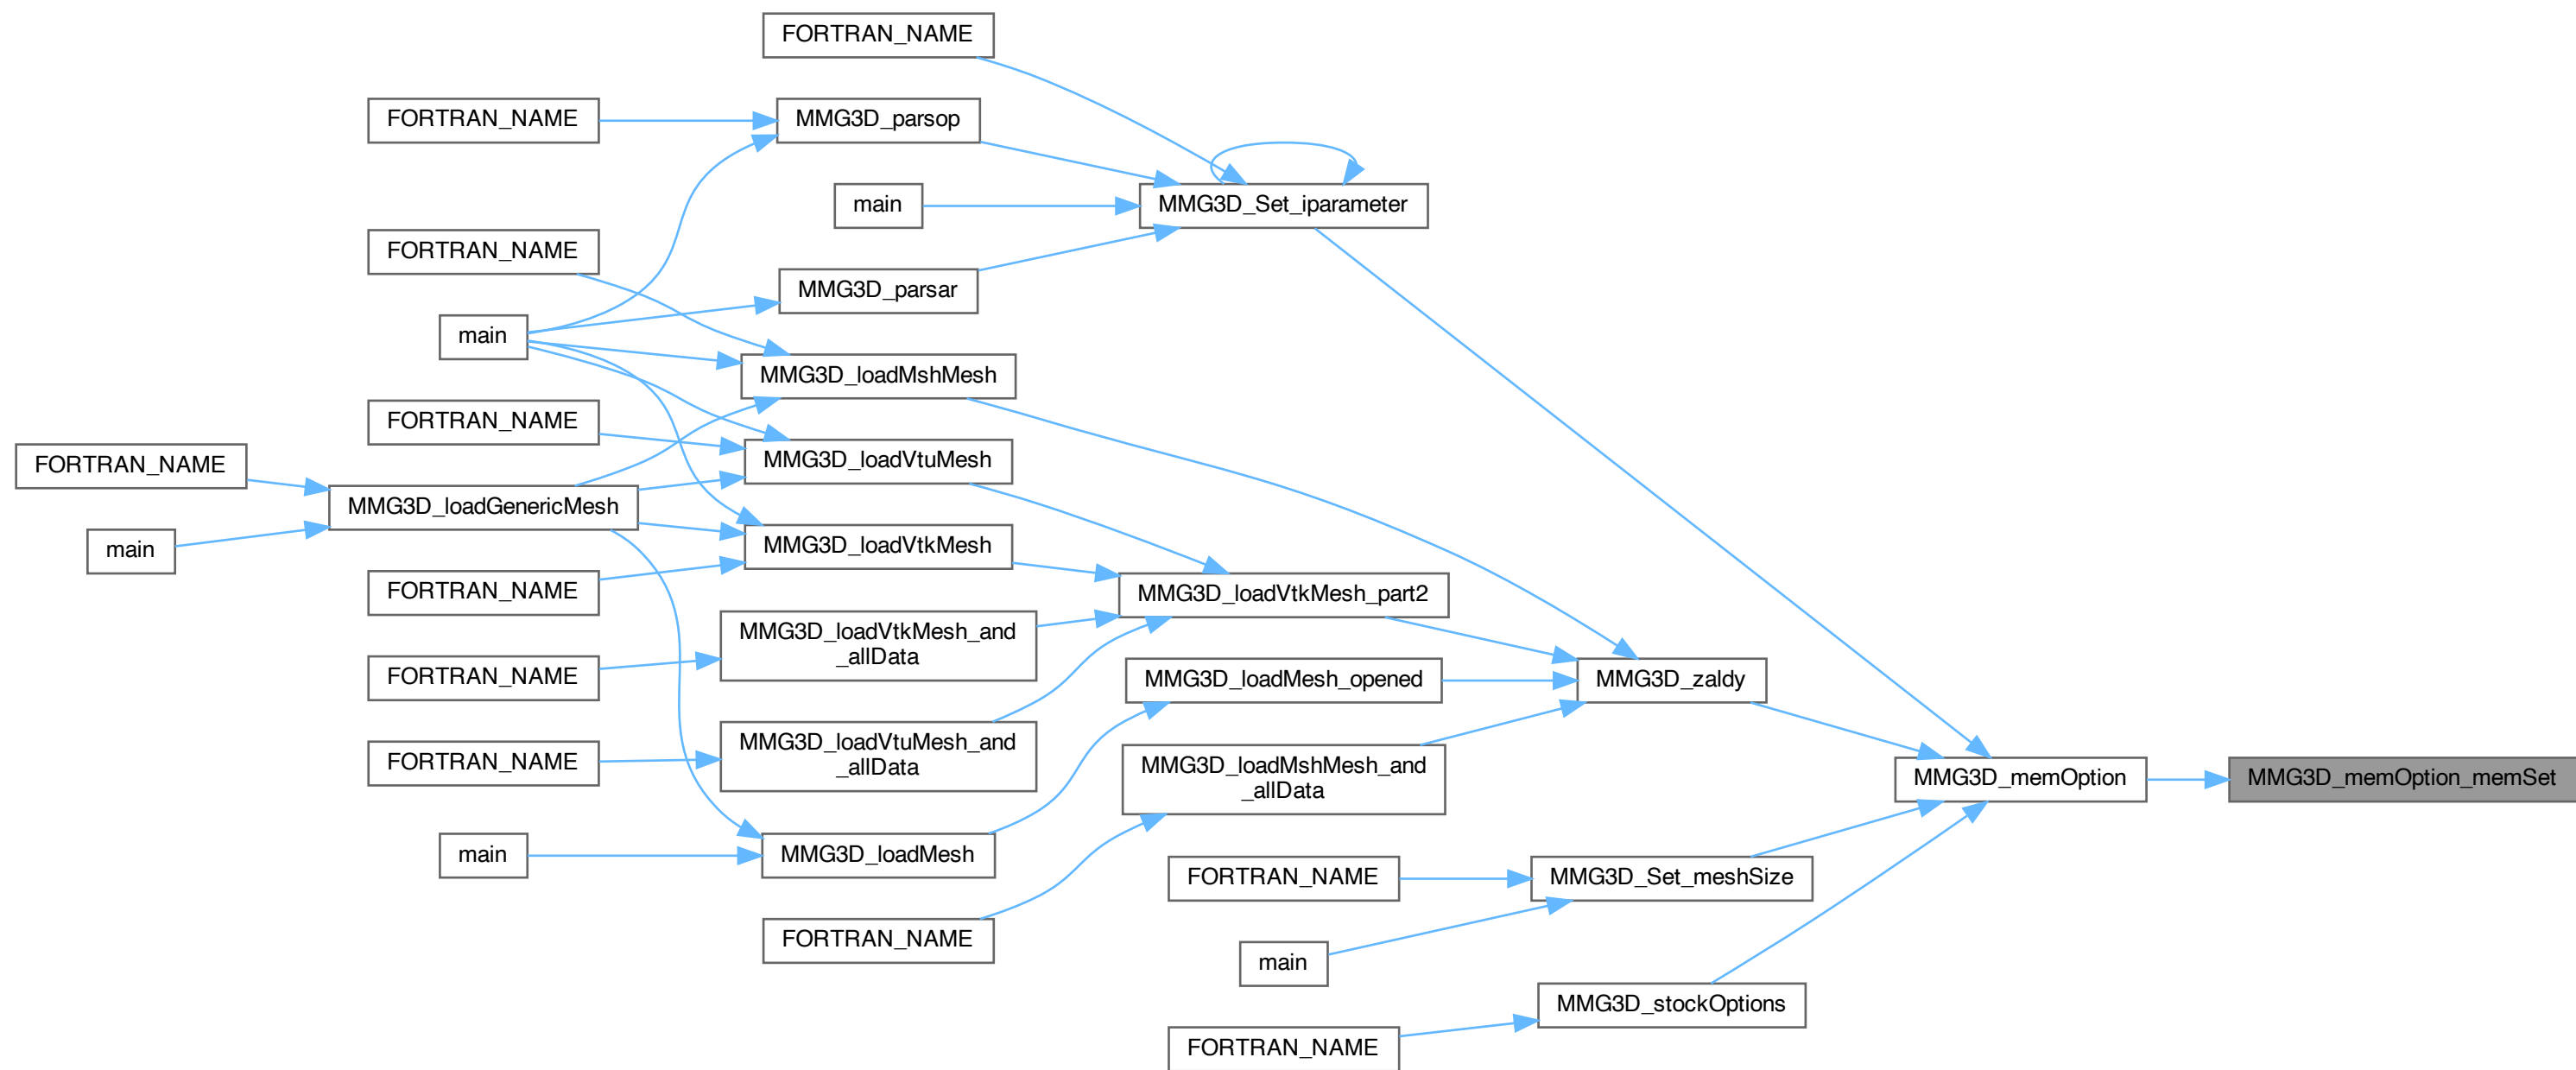 FORTRAN_NAME
FORTRAN_NAME
MMG3D_parsop
main
MMG3D_Set_iparameter
FORTRAN_NAME
MMG3D_parsar
main
MMG3D_loadMshMesh
FORTRAN_NAME
FORTRAN_NAME
MMG3D_loadVtuMesh
MMG3D_loadGenericMesh
main
MMG3D_loadVtkMesh
FORTRAN_NAME
MMG3D_loadVtkMesh_part2
MMG3D_loadVtkMesh_and
_allData
FORTRAN_NAME
MMG3D_loadMesh_opened
MMG3D_zaldy
FORTRAN_NAME
MMG3D_loadVtuMesh_and
_allData
MMG3D_loadMshMesh_and
_allData
MMG3D_memOption
MMG3D_memOption_memSet
main
MMG3D_loadMesh
FORTRAN_NAME
MMG3D_Set_meshSize
FORTRAN_NAME
main
MMG3D_stockOptions
FORTRAN_NAME